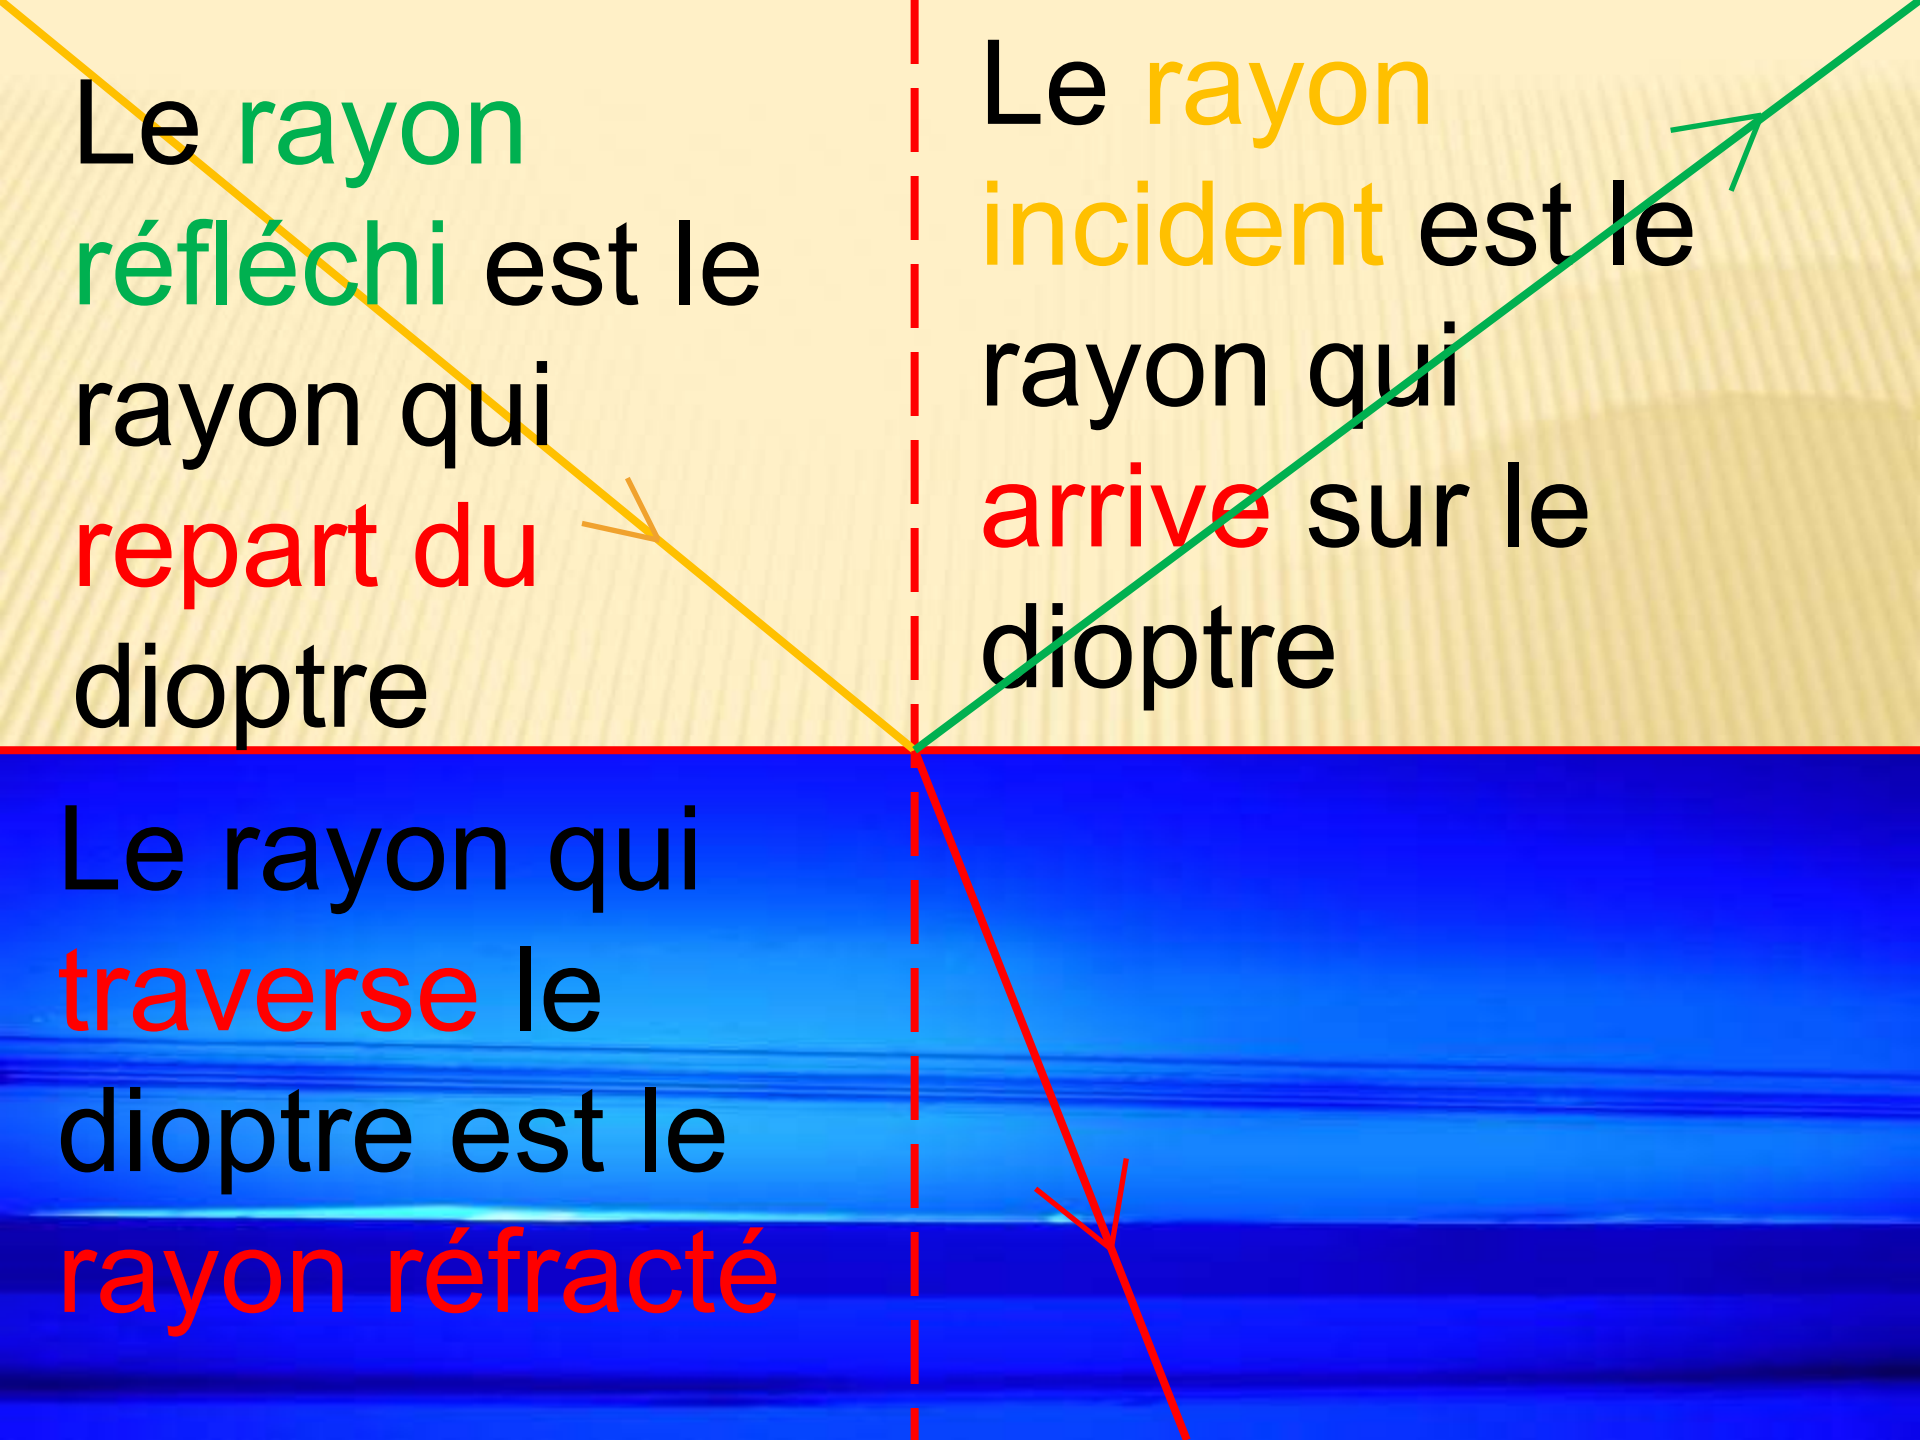 Le rayon
réfléchi est le
rayon qui
repart du
dioptre
Le rayon
incident est le
rayon qui
arrive sur le
dioptre
Le rayon qui
traverse le
dioptre est le
rayon réfracté